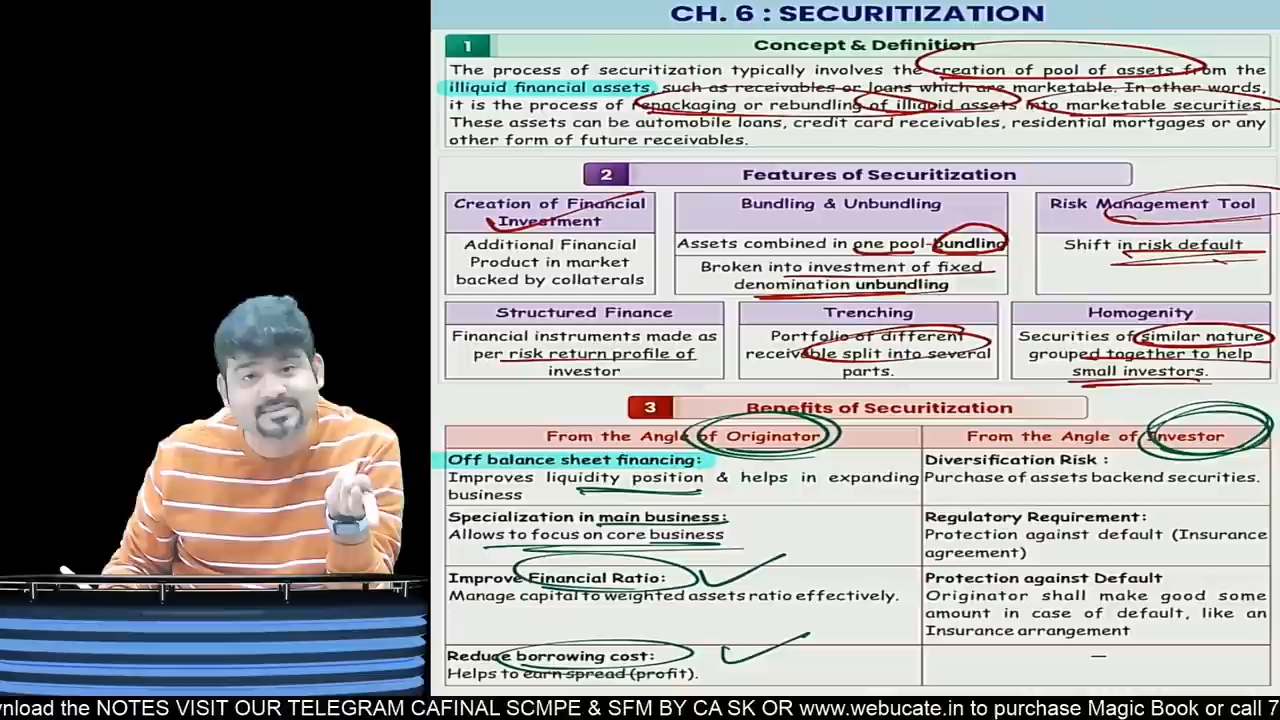 CH. 6 : SECURITIZATION
1
Concept & Definition
The process of securitization typically involves the creation of pool of assets from the
illiquid financial assets, such as receivables or loans which are marketable. In other words,
it is the process of repackaging or rebundling of illiquid assets into marketable securities.
These assets can be automobile loans, credit card receivables, residential mortgages or any
other form of future receivables.
2
Features of Securitization
Creation of Financial
Investment
Additional Financial
Product in market
backed by collaterals
Bundling & Unbundling
Assets combined in one pool-bundling
Broken into investment of fixed
denomination unbundling
Risk Management Tool
Shift in risk default
Structured Finance
Financial instruments made as
per risk return profile of
investor
Trenching
Portfolio of different
receivable split into several
parts.
Homogenity
Securities of similar nature
grouped together to help
small investors.
3
Benefits of Securitization
From the Angle of Originator
From the Angle of Investor
Off balance sheet financing:
Improves liquidity position & helps in expanding
business
Diversification Risk :
Purchase of assets backend securities.
Specialization in main business:
Allows to focus on core business
Regulatory Requirement:
Protection against default (Insurance
agreement)
Improve Financial Ratio:
Manage capital to weighted assets ratio effectively.
Protection against Default
Originator shall make good some
amount in case of default, like an
Insurance arrangement
Reduce borrowing cost:
Helps to earn spread (profit).
—
wnload the NOTES VISIT OUR TELEGRAM CAFINAL SCMPE & SFM BY CA SK OR www.webucate.in to purchase Magic Book or call 7